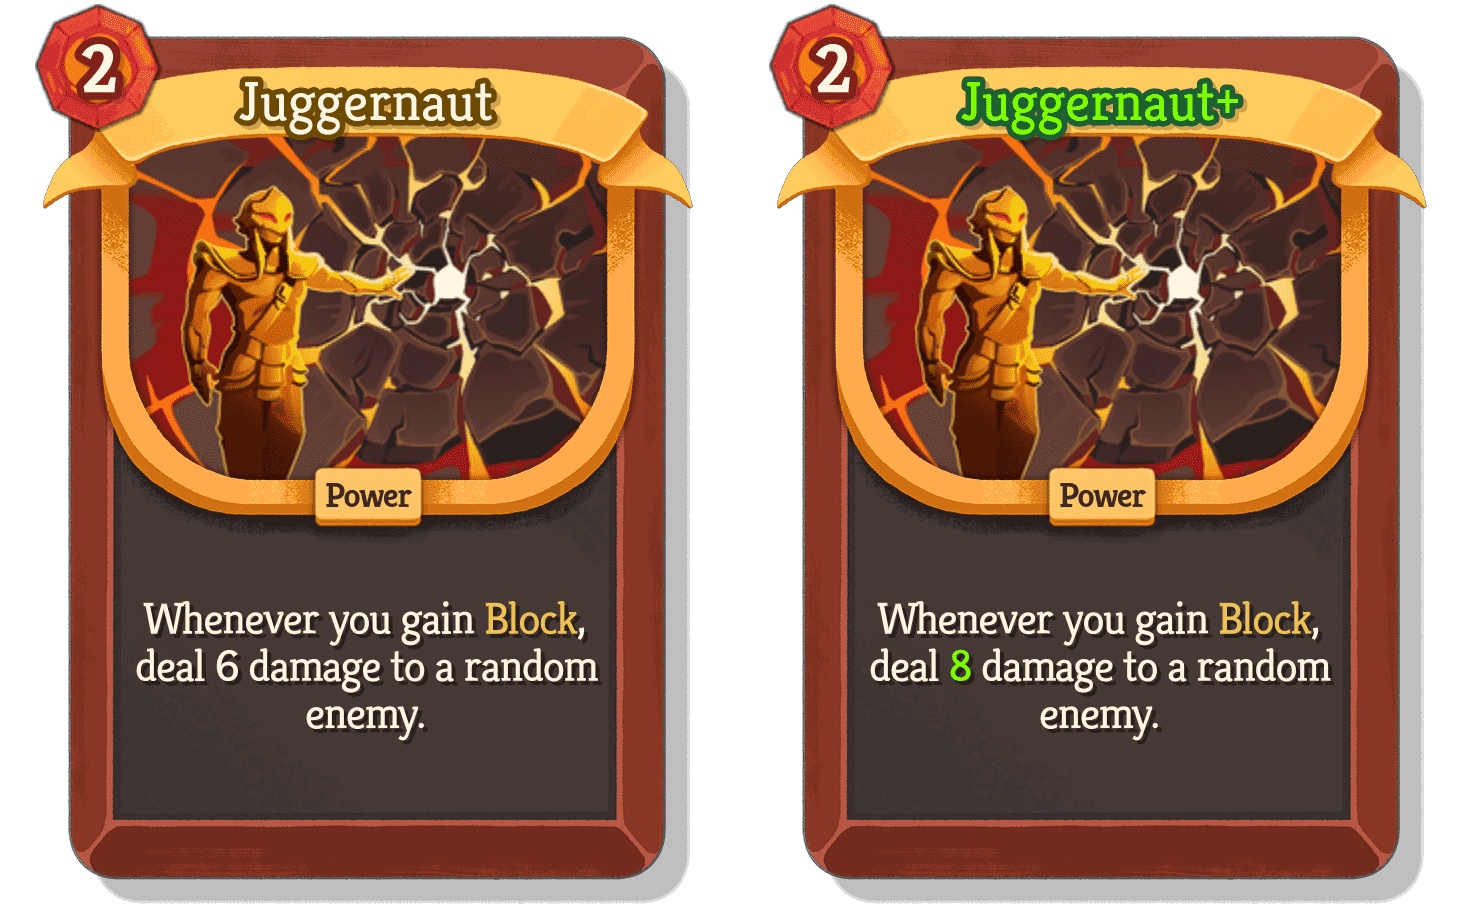 2
Juggernaut
Power
Whenever you gain Block,
deal 6 damage to a random
enemy.
2
Juggernaut+
Power
Whenever you gain Block,
deal 8 damage to a random
enemy.